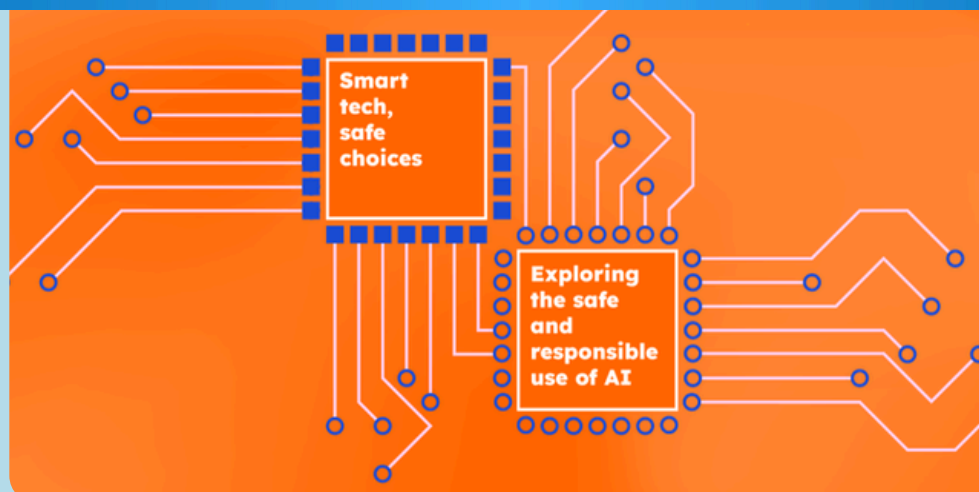 Smart
tech,
safe
choices
Exploring
the safe
and
responsible
use of AI